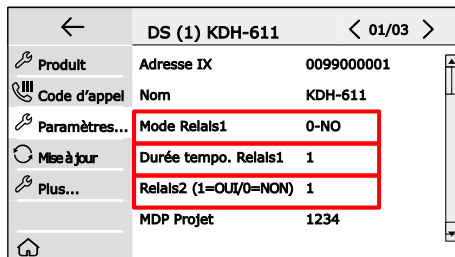 DS (1) KDH-611
01/03
Produit
Code d'appel
Paramètres...
Mise à jour
Plus...
Adresse IX 0099000001
Nom KDH-611
Mode Relais1 0-NO
Durée tempo. Relais1 1
Relais2 (1=OUI/0=NON) 1
MDP Projet 1234